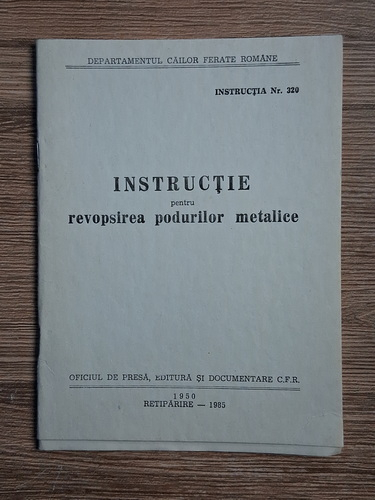 DEPARTAMENTUL CĂILOR FERATE ROMÂNE
INSTRUCȚIA Nr. 320
INSTRUCȚIE
pentru
revopsirea podurilor metalice
OFICIUL DE PRESĂ, EDITURĂ ȘI DOCUMENTARE C.F.R.
1950
RETIPĂRIRE — 1985